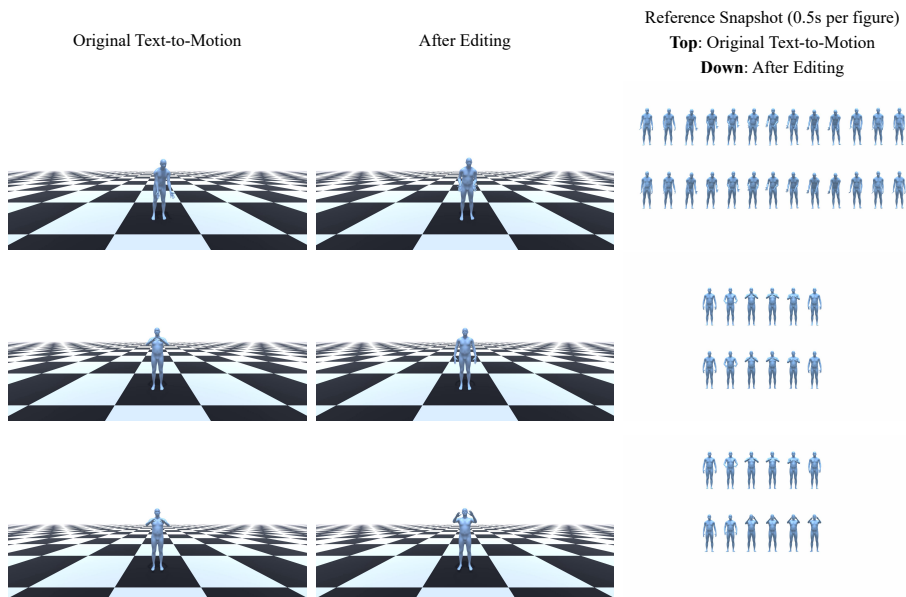 Original Text-to-Motion
After Editing
Reference Snapshot (0.5s per figure)
Top: Original Text-to-Motion
Down: After Editing